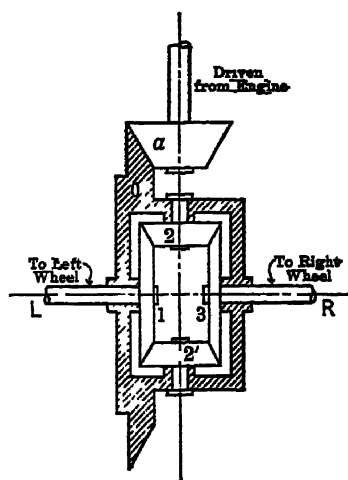 Driven
from Engine
a
2
To Left
Wheel
To Right
Wheel
L
1
3
R
2'